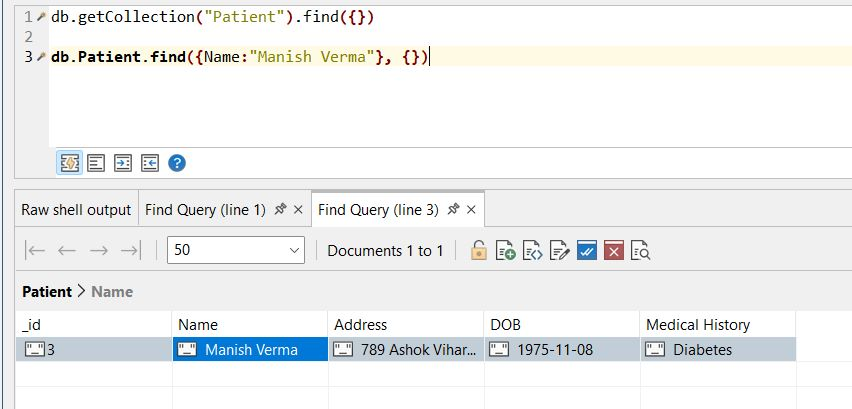 1 db.getCollection("Patient").find({})
2
3 db.Patient.find({Name:"Manish Verma"}, {})
Raw shell output Find Query (line 1) Find Query (line 3)
50 Documents 1 to 1
Patient > Name
_id Name Address DOB Medical History
3 Manish Verma 789 Ashok Vihar... 1975-11-08 Diabetes